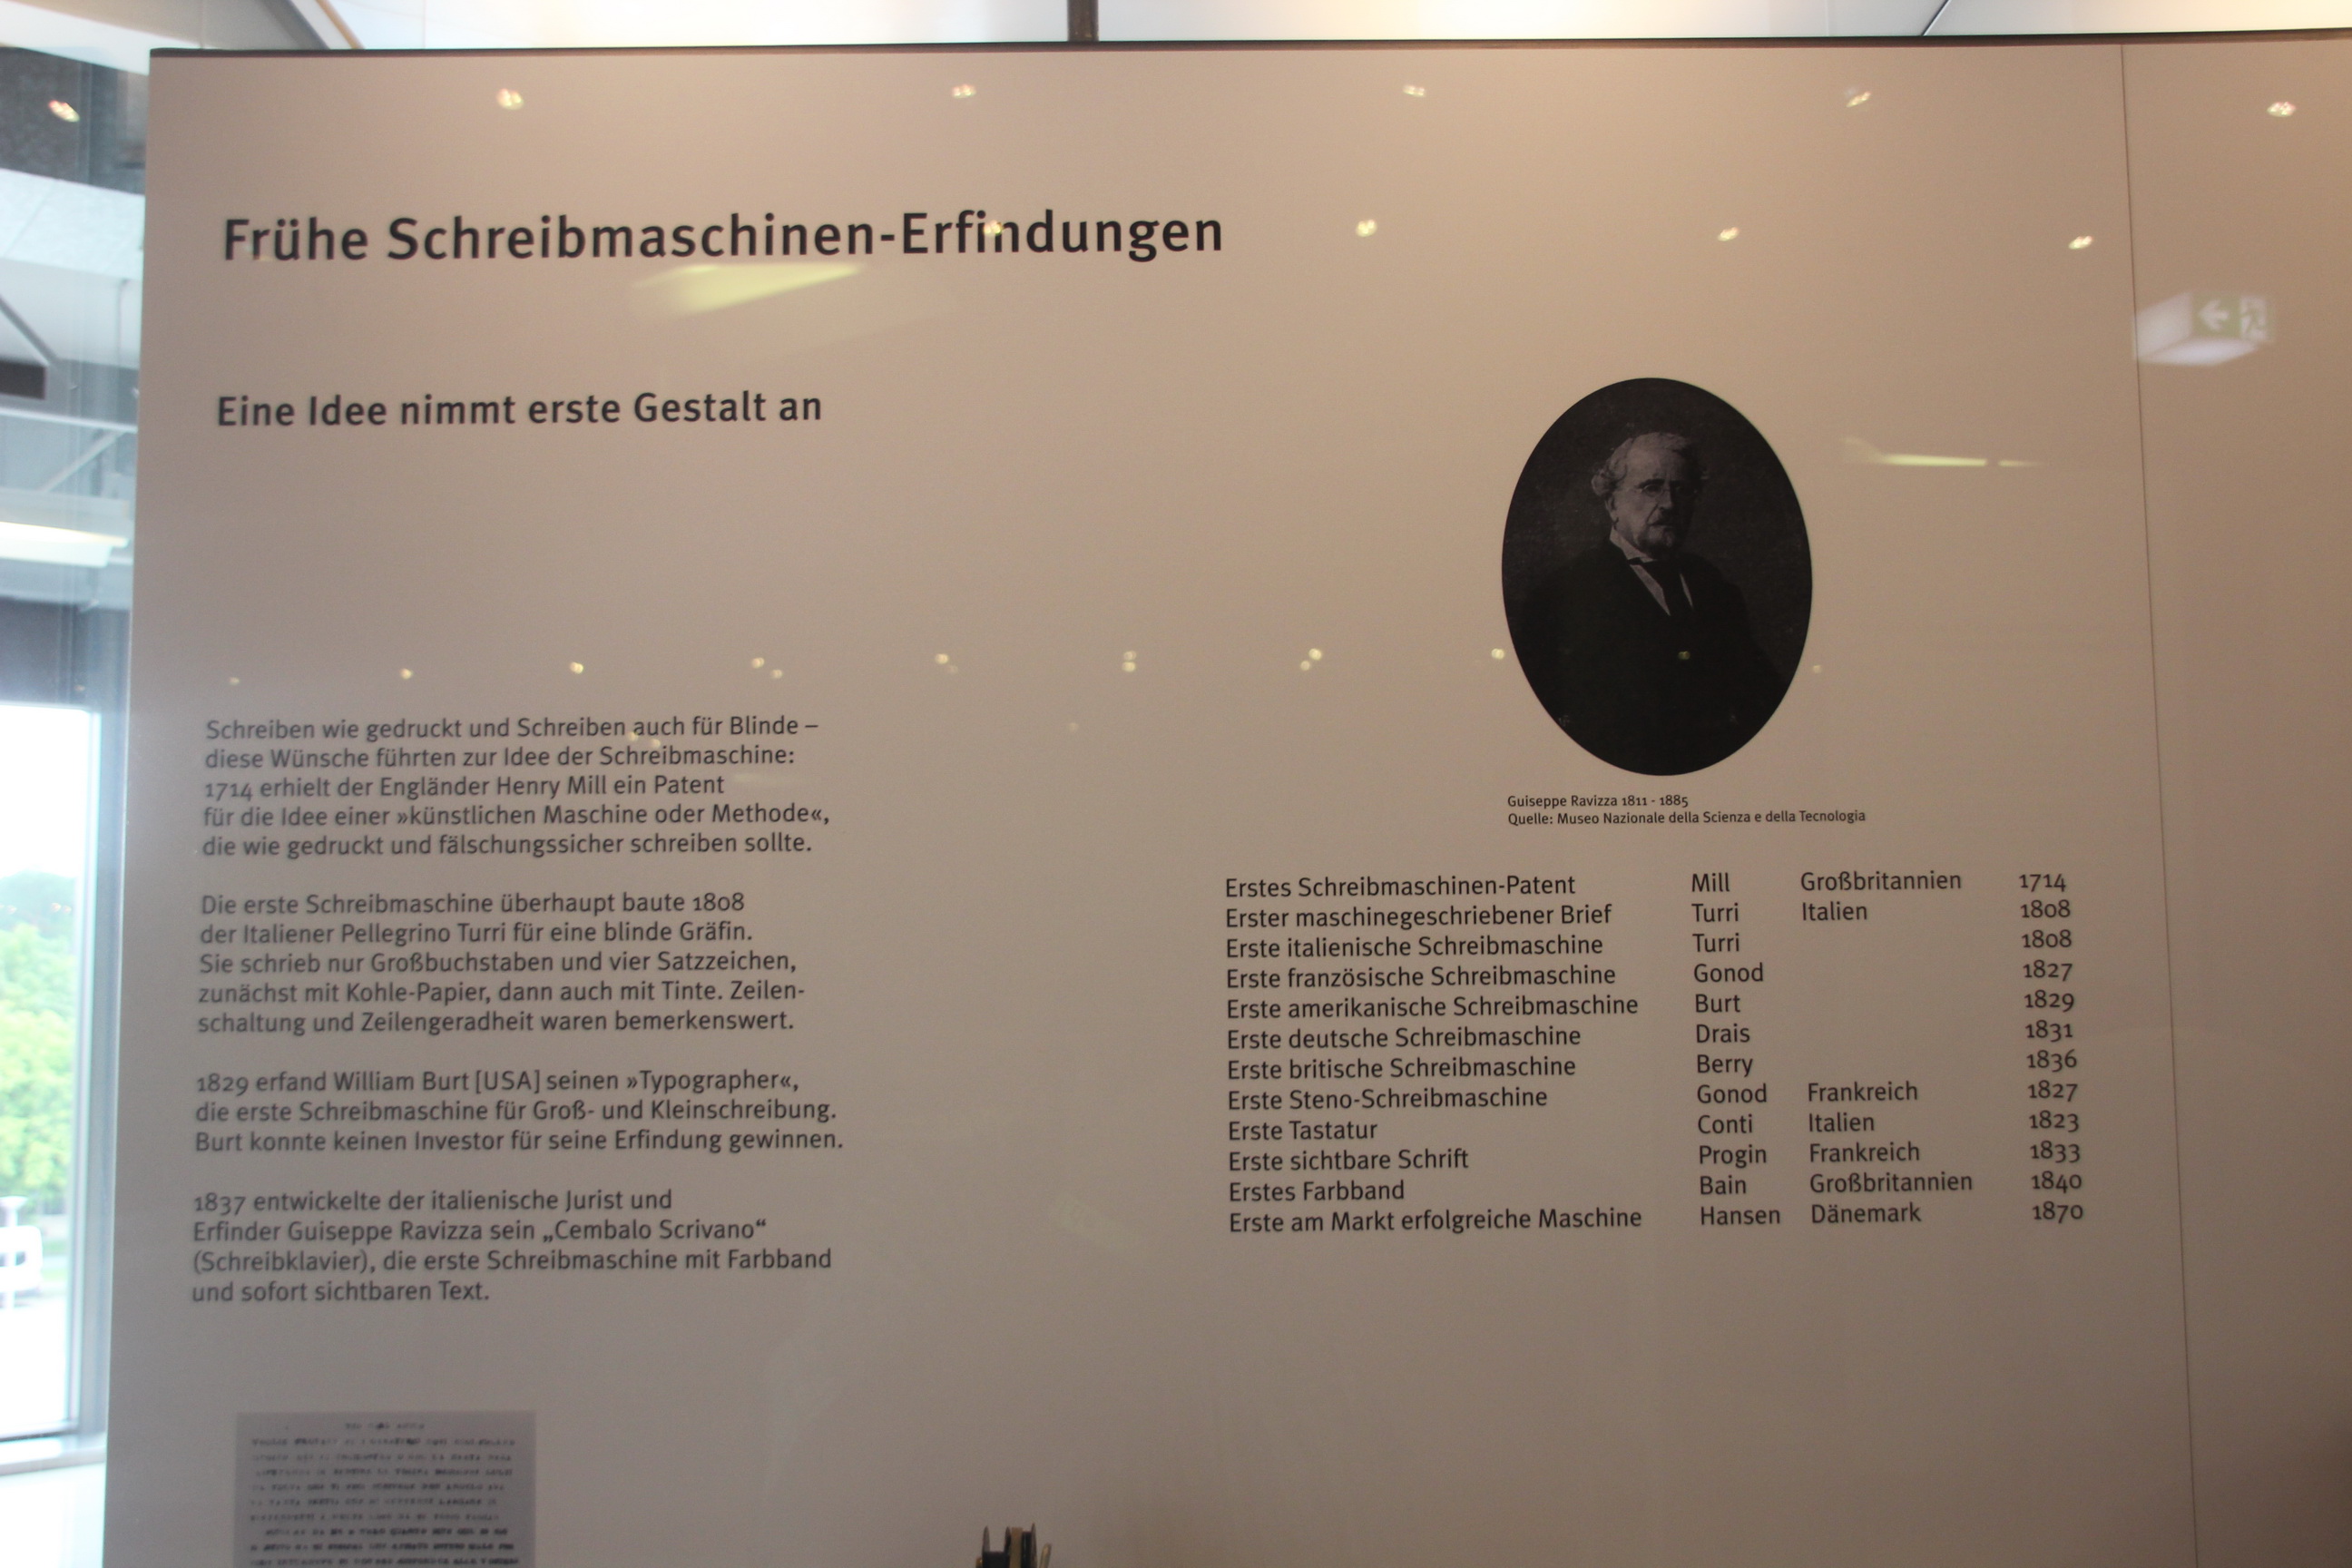 Frühe Schreibmaschinen-Erfindungen
Eine Idee nimmt erste Gestalt an
Schreiben wie gedruckt und Schreiben auch für Blinde –
diese Wünsche führten zur Idee der Schreibmaschine:
1714 erhielt der Engländer Henry Mill ein Patent
für die Idee einer »künstlichen Maschine oder Methode«,
die wie gedruckt und fälschungssicher schreiben sollte.
Die erste Schreibmaschine überhaupt baute 1808
der Italiener Pellegrino Turri für eine blinde Gräfin.
Sie schrieb nur Großbuchstaben und vier Satzzeichen,
zunächst mit Kohle-Papier, dann auch mit Tinte. Zeilen-
schaltung und Zeilengeradheit waren bemerkenswert.
1829 erfand William Burt [USA] seinen »Typographer«,
die erste Schreibmaschine für Groß- und Kleinschreibung.
Burt konnte keinen Investor für seine Erfindung gewinnen.
1837 entwickelte der italienische Jurist und
Erfinder Guiseppe Ravizza sein „Cembalo Scrivano“
(Schreibklavier), die erste Schreibmaschine mit Farbband
und sofort sichtbaren Text.
Guiseppe Ravizza 1811 - 1885
Quelle: Museo Nazionale della Scienza e della Tecnologia
Erstes Schreibmaschinen-Patent Mill Großbritannien 1714
Erster maschinegeschriebener Brief Turri Italien 1808
Erste italienische Schreibmaschine Turri 1808
Erste französische Schreibmaschine Gonod 1827
Erste amerikanische Schreibmaschine Burt 1829
Erste deutsche Schreibmaschine Drais 1831
Erste britische Schreibmaschine Berry 1836
Erste Steno-Schreibmaschine Gonod Frankreich 1827
Erste Tastatur Conti Italien 1823
Erste sichtbare Schrift Progin Frankreich 1833
Erstes Farbband Bain Großbritannien 1840
Erste am Markt erfolgreiche Maschine Hansen Dänemark 1870